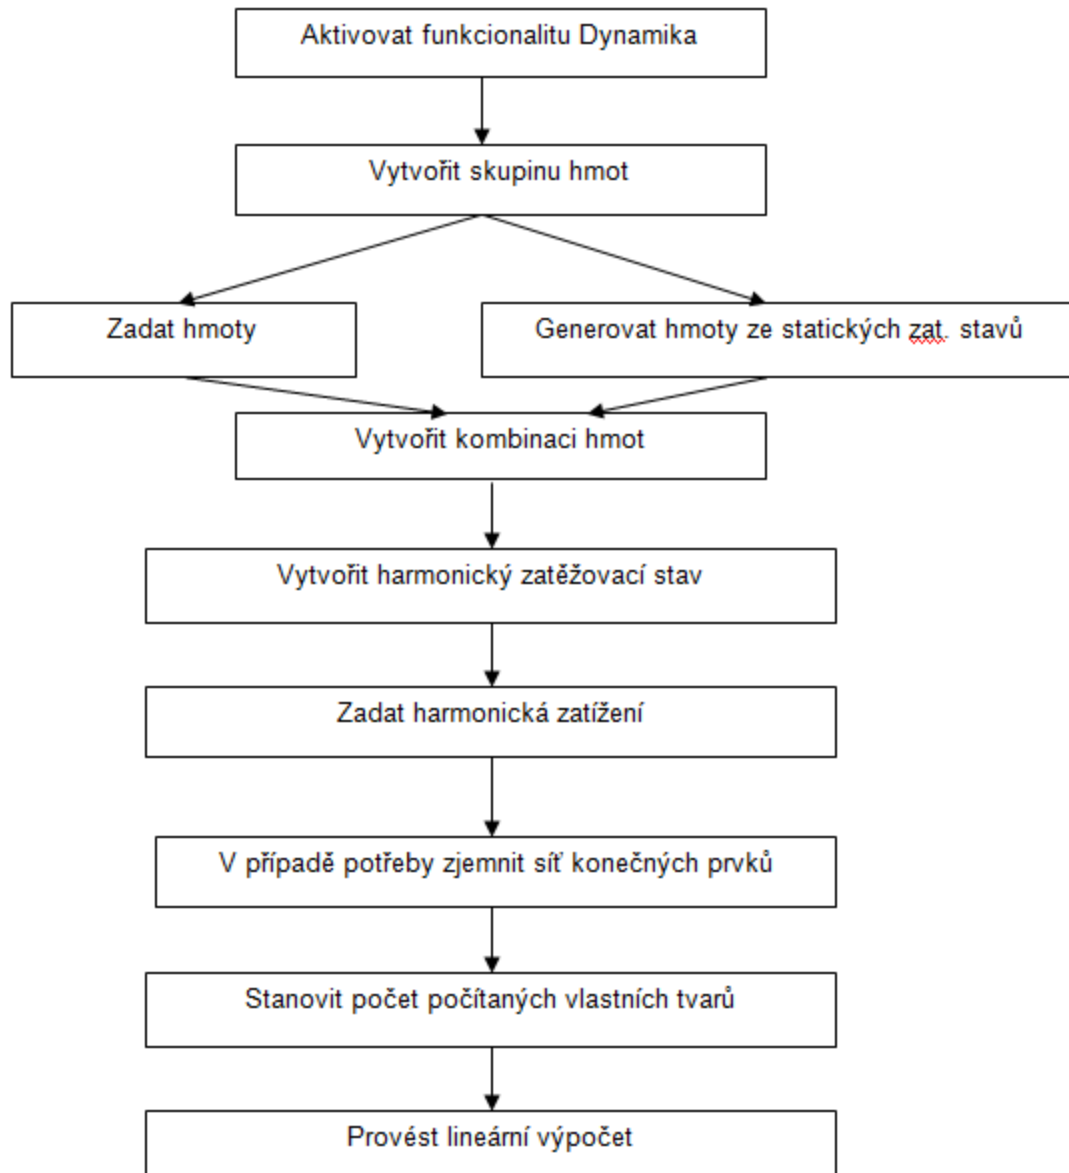 Aktivovat funkcionalitu Dynamika
Vytvořit skupinu hmot
Zadat hmoty
Generovat hmoty ze statických zat. stavů
Vytvořit kombinaci hmot
Vytvořit harmonický zatěžovací stav
Zadat harmonická zatížení
V případě potřeby zjemnit síť konečných prvků
Stanovit počet počítaných vlastních tvarů
Provést lineární výpočet